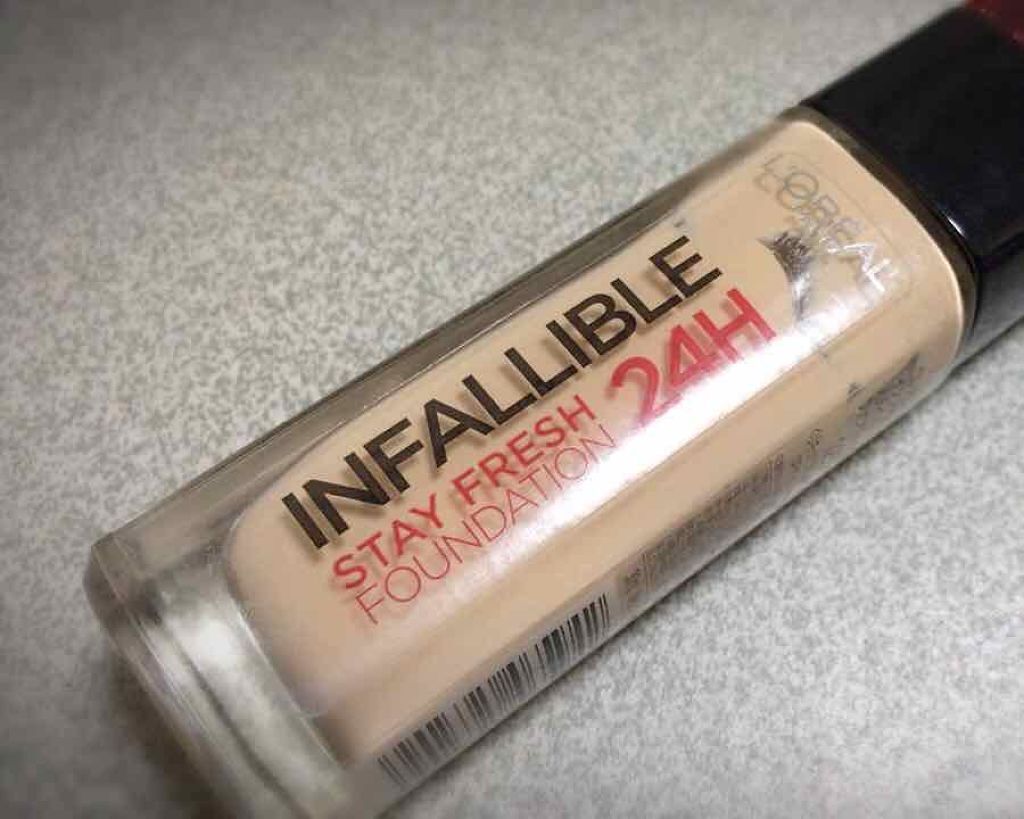 L'ORÉAL
INFALLIBLE
24H
STAY FRESH
FOUNDATION